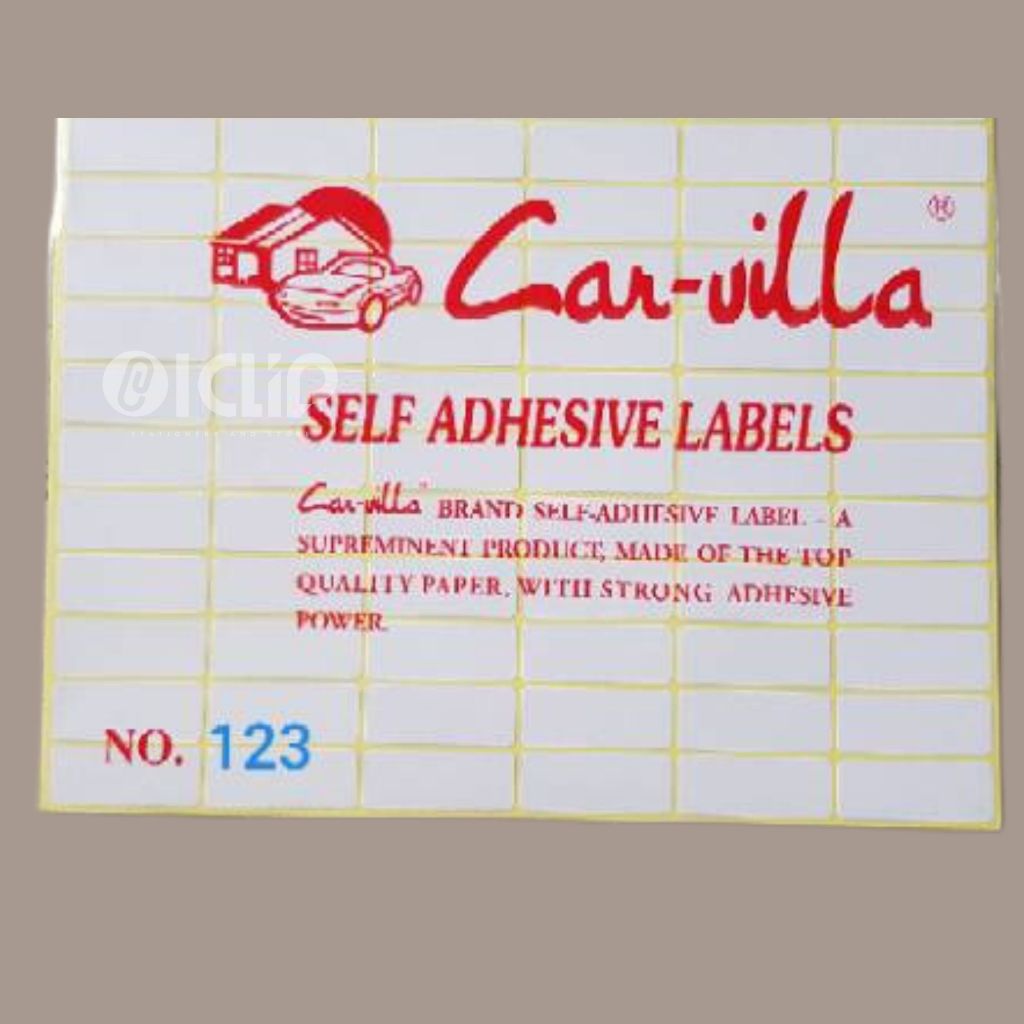 Car-villa ®
SELF ADHESIVE LABELS
Car-villa BRAND SELF-ADHESIVE LABEL - A
SUPREMINENT PRODUCT, MADE OF THE TOP
QUALITY PAPER, WITH STRONG ADHESIVE
POWER.
NO. 123